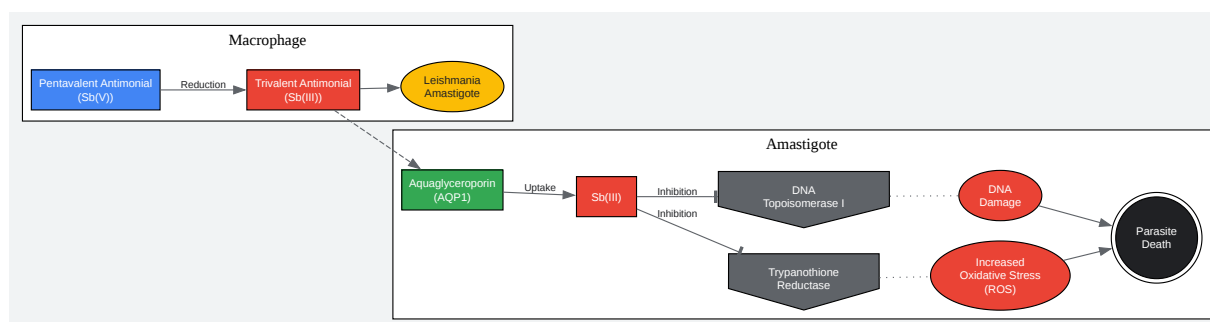 Macrophage
Pentavalent Antimonial
(Sb(V))
Reduction
Trivalent Antimonial
(Sb(III))
Leishmania
Amastigote
Amastigote
Aquaglyceroporin
(AQP1)
Uptake
Sb(III)
Inhibition
Inhibition
DNA
Topoisomerase I
DNA
Damage
Trypanothione
Reductase
Increased
Oxidative Stress
(ROS)
Parasite
Death